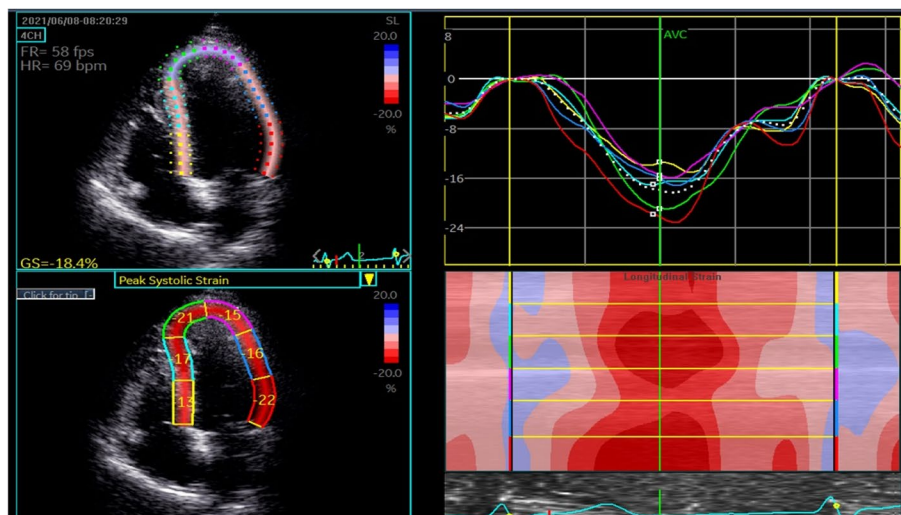 2021/06/08-08:20:29
4CH
FR= 58 fps
HR= 69 bpm
SL
20.0
-20.0
%
GS=-18.4%
Peak Systolic Strain
Click for tip [-]
20.0
-20.0
%
-21
-15
-17
-16
-13
-22
AVC
8
0
-8
-16
-24
Longitudinal Strain